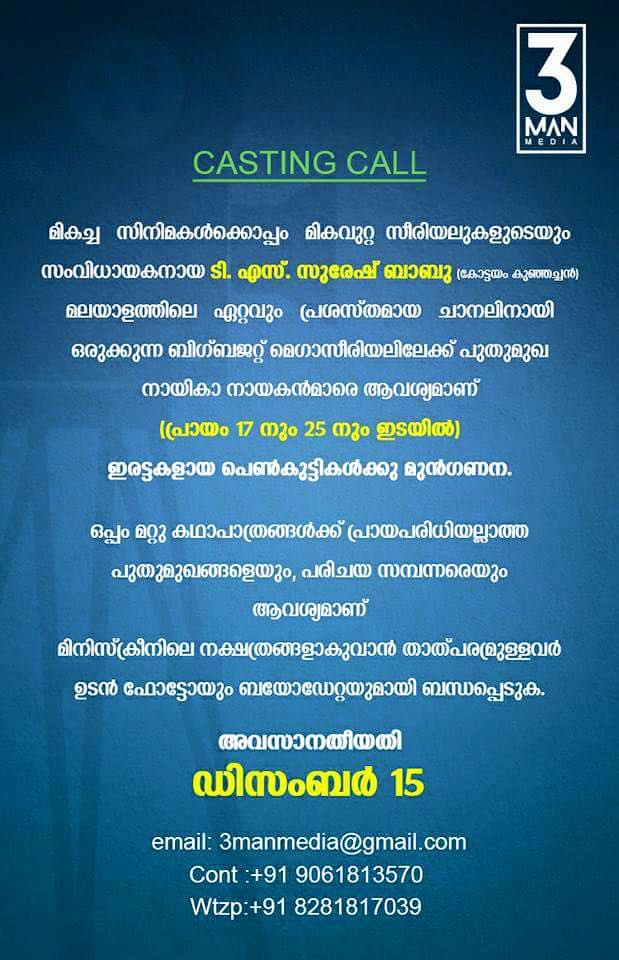 3
MAN
MEDIA
CASTING CALL
മികച്ച സിനിമകൾക്കൊപ്പം മികവുറ്റ സീരിയലുകളുടെയും
സംവിധായകനായ ടി. എസ്. സുരേഷ് ബാബു (കോട്ടയം കുഞ്ഞച്ചൻ)
മലയാളത്തിലെ ഏറ്റവും പ്രശസ്തമായ ചാനലിനായി
ഒരുക്കുന്ന ബിഗ്ബജറ്റ് മെഗാസീരിയലിലേക്ക് പുതുമുഖ
നായികാ നായകൻമാരെ ആവശ്യമാണ്
(പ്രായം 17 നും 25 നും ഇടയിൽ)
ഇരട്ടകളായ പെൺകുട്ടികൾക്കു മുൻഗണന.
ഒപ്പം മറ്റു കഥാപാത്രങ്ങൾക്ക് പ്രായപരിധിയല്ലാത്ത
പുതുമുഖങ്ങളെയും, പരിചയ സമ്പന്നരെയും
ആവശ്യമാണ്
മിനിസ്ക്രീനിലെ നക്ഷത്രങ്ങളാകുവാൻ താത്പരമ്രുള്ളവർ
ഉടൻ ഫോട്ടോയും ബയോഡേറ്റയുമായി ബന്ധപ്പെടുക.
അവസാനതീയതി
ഡിസംബർ 15
email: 3manmedia@gmail.com
Cont :+91 9061813570
Wtzp:+91 8281817039